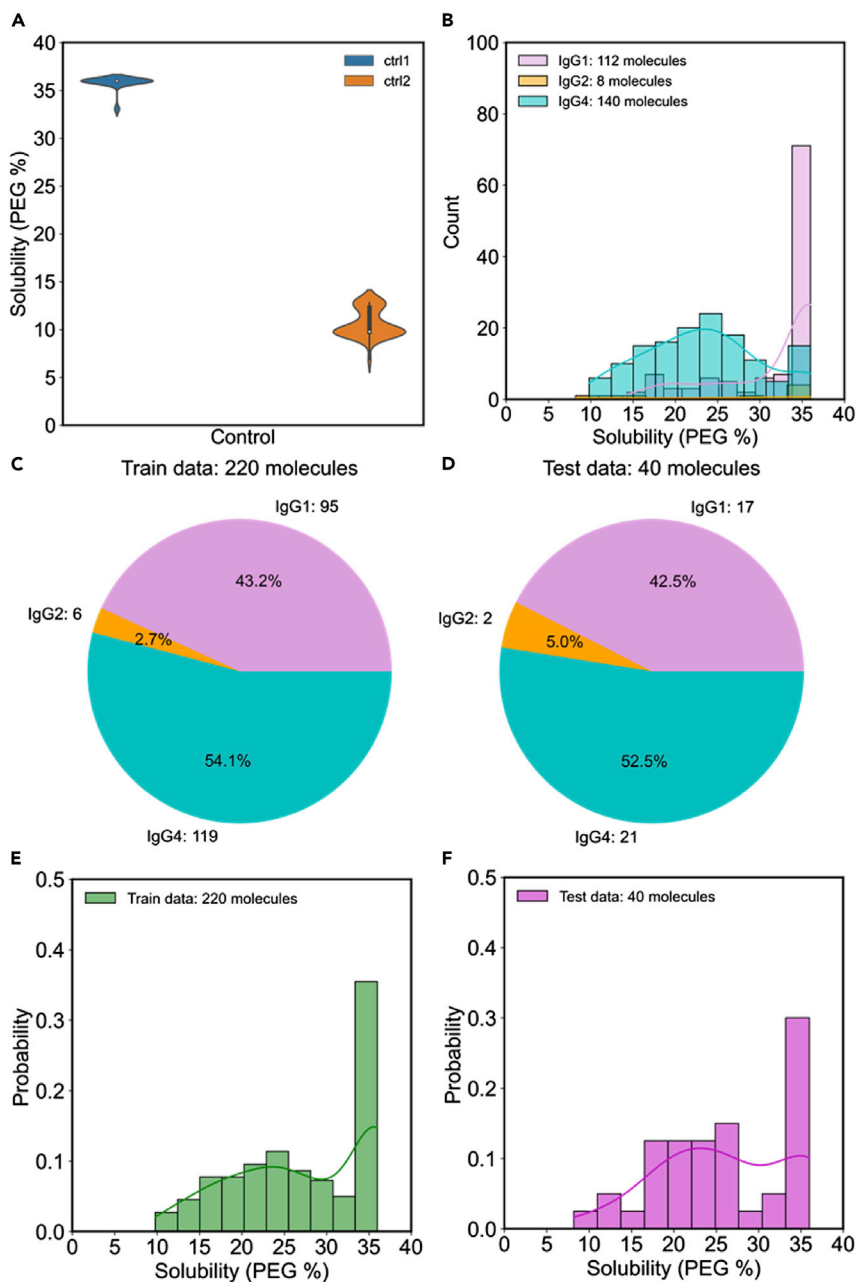 A
40
35
30
25
20
15
10
5
0
Solubility (PEG %)
Control
ctrl1
ctrl2
B
100
80
60
40
20
0
Count
IgG1: 112 molecules
IgG2: 8 molecules
IgG4: 140 molecules
0 5 10 15 20 25 30 35 40
Solubility (PEG %)
C
Train data: 220 molecules
IgG1: 95
43.2%
IgG2: 6
2.7%
54.1%
IgG4: 119
D
Test data: 40 molecules
IgG1: 17
42.5%
IgG2: 2
5.0%
52.5%
IgG4: 21
E
0.5
0.4
0.3
0.2
0.1
0.0
Probability
Train data: 220 molecules
0 5 10 15 20 25 30 35 40
Solubility (PEG %)
F
0.5
0.4
0.3
0.2
0.1
0.0
Probability
Test data: 40 molecules
0 5 10 15 20 25 30 35 40
Solubility (PEG %)